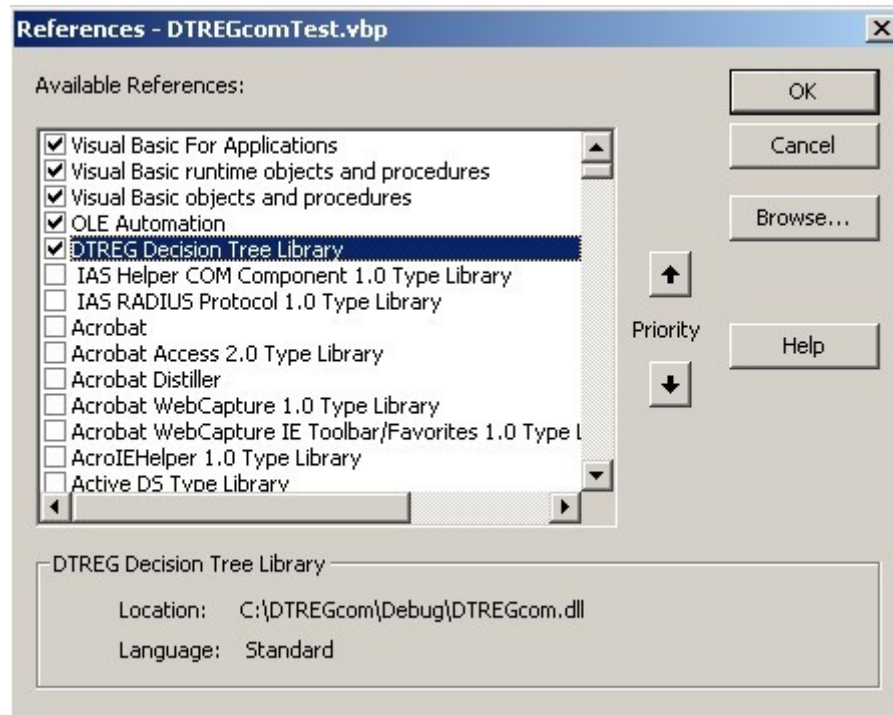 References - DTREGcomTest.vbp
Available References:
OK
Visual Basic For Applications
Cancel
Visual Basic runtime objects and procedures
Visual Basic objects and procedures
OLE Automation
Browse...
DTREG Decision Tree Library
IAS Helper COM Component 1.0 Type Library
IAS RADIUS Protocol 1.0 Type Library
Acrobat
Priority
Acrobat Access 2.0 Type Library
Help
Acrobat Distiller
Acrobat WebCapture 1.0 Type Library
Acrobat WebCapture IE Toolbar/Favorites 1.0 Type L
AcroIEHelper 1.0 Type Library
Active DS Type Library
DTREG Decision Tree Library
Location: C:\DTREGcom\Debug\DTREGcom.dll
Language: Standard